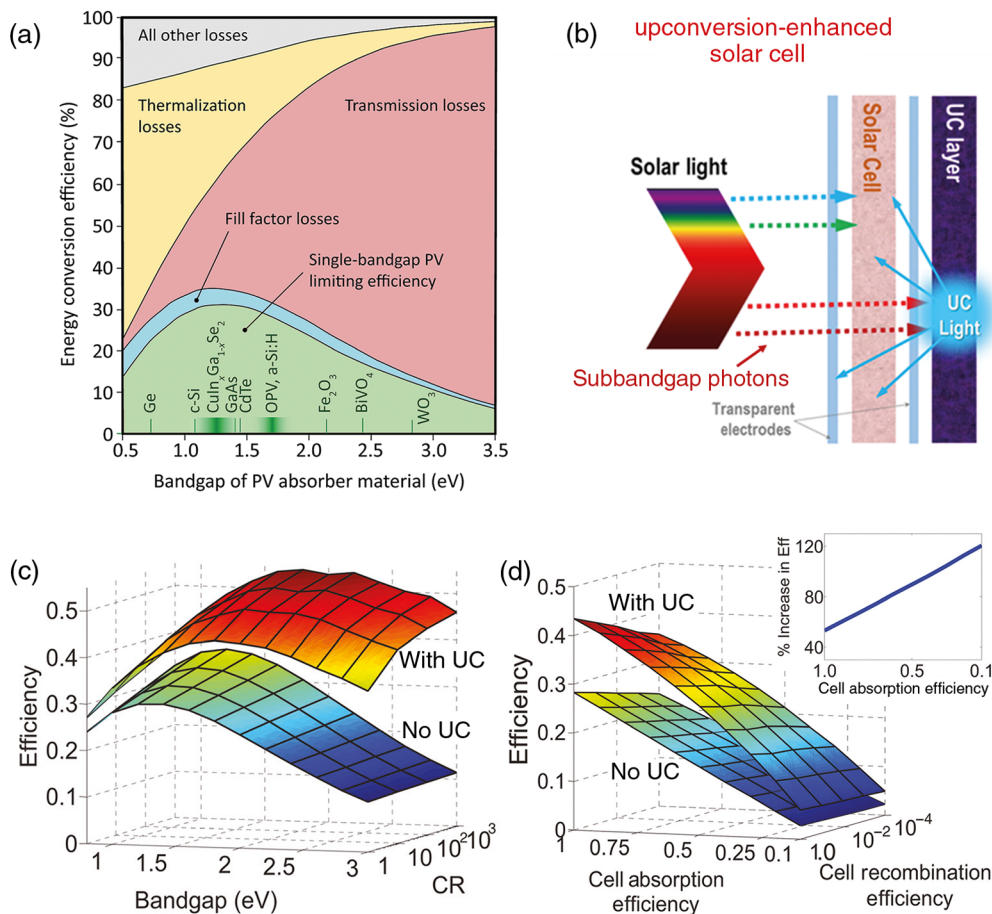 (a)
100
90
80
70
60
50
40
30
20
10
0
Energy conversion efficiency (%)
All other losses
Thermalization
losses
Transmission losses
Fill factor losses
Single-bandgap PV
limiting efficiency
Ge
c-Si
CuInₓGa₁₋ₓSe₂
GaAs
CdTe
OPV, a-Si:H
Fe₂O₃
BiVO₄
WO₃
0.5 1.0 1.5 2.0 2.5 3.0 3.5
Bandgap of PV absorber material (eV)
(b)
upconversion-enhanced
solar cell
Solar light
Solar Cell
UC layer
UC
Light
Subbandgap photons
Transparent
electrodes
(c)
0.5
0.4
0.3
0.2
0.1
0
Efficiency
With UC
No UC
1 1.5 2 2.5 3
Bandgap (eV)
1 10 10² 10³
CR
(d)
0.5
0.4
0.3
0.2
0.1
0
Efficiency
With UC
No UC
1 0.75 0.5 0.25 0.1
Cell absorption
efficiency
1.0 10⁻² 10⁻⁴
Cell recombination
efficiency
% Increase in Eff
120
80
40
1.0 0.5 0.1
Cell absorption efficiency